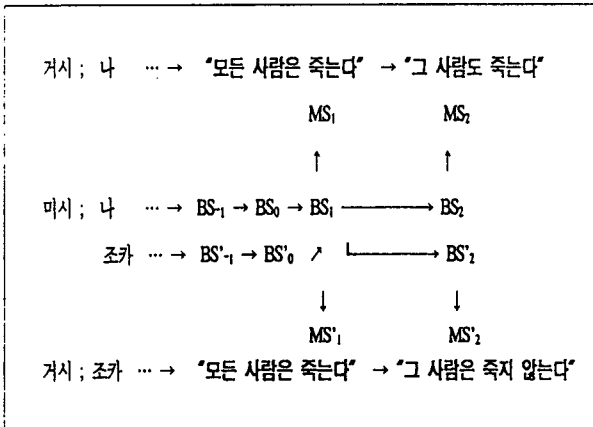 거시 ; 나 ⋯ → "모든 사람은 죽는다" → "그 사람도 죽는다"
MS₁ MS₂
↑ ↑
미시 ; 나 ⋯ → BS₋₁ → BS₀ → BS₁ ⟶ BS₂
조카 ⋯ → BS'₋₁ → BS'₀ ↗ ┗⟶ BS'₂
↓ ↓
MS'₁ MS'₂
거시 ; 조카 ⋯ → "모든 사람은 죽는다" → "그 사람은 죽지 않는다"